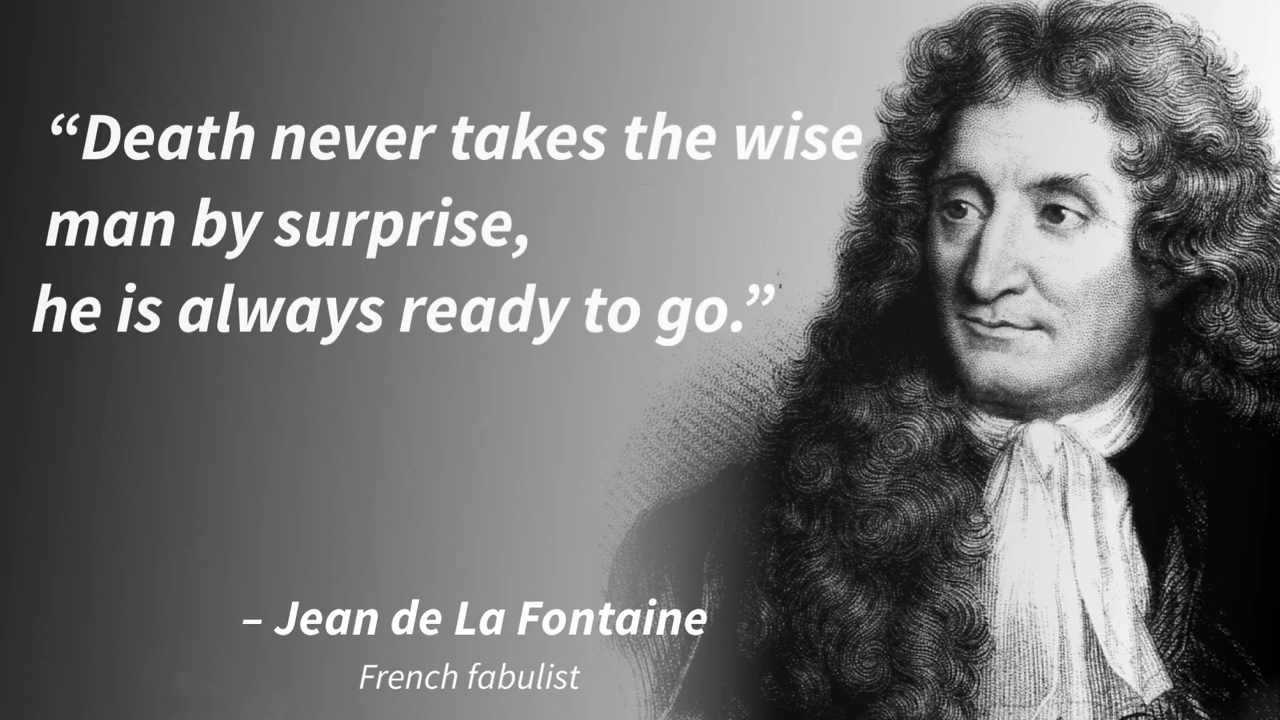 “Death never takes the wise
man by surprise,
he is always ready to go.”
– Jean de La Fontaine
French fabulist